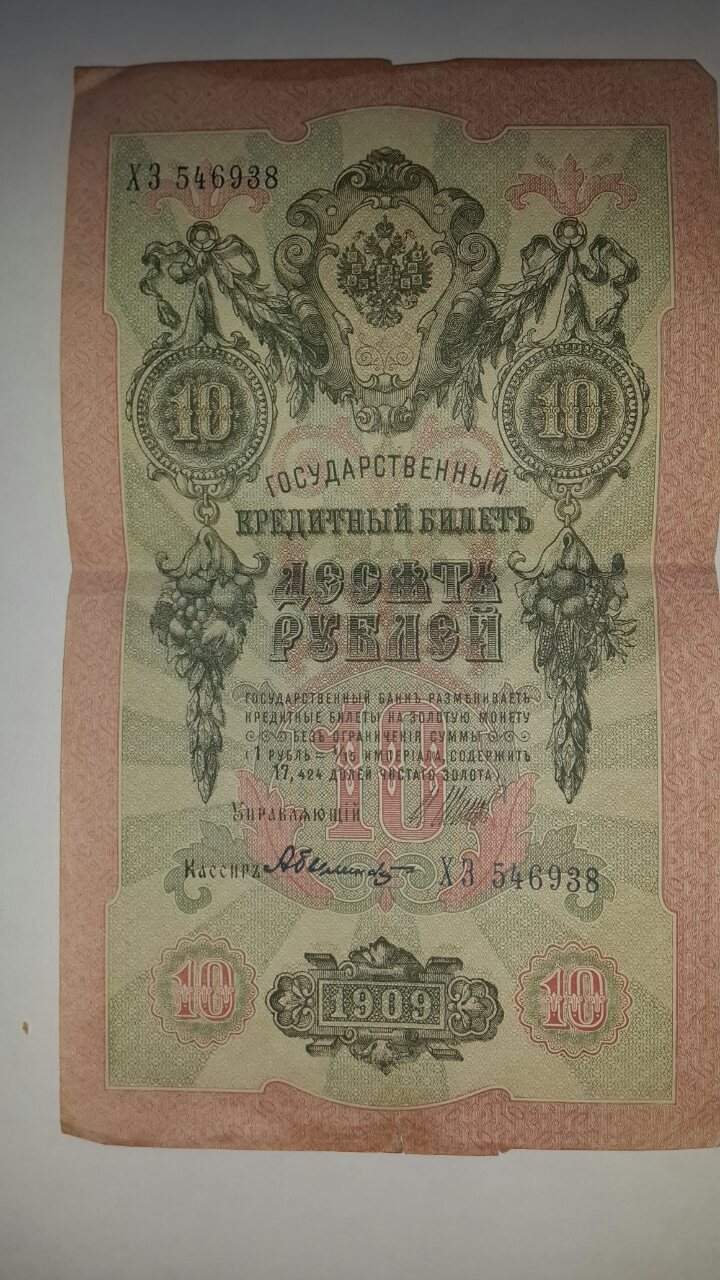 ХЗ 546938
10 10
ГОСУДАРСТВЕННЫЙ
КРЕДИТНЫЙ БИЛЕТЪ
ДЕСЯТЬ
РУБЛЕЙ
ГОСУДАРСТВЕННЫЙ БАНКЪ РАЗМѢНИВАЕТЪ
КРЕДИТНЫЕ БИЛЕТЫ НА ЗОЛОТУЮ МОНЕТУ
БЕЗЪ ОГРАНИЧЕНІЯ СУММЫ
(1 РУБЛЬ = 1/15 ИМПЕРІАЛА, СОДЕРЖИТЪ
17,424 ДОЛЕЙ ЧИСТАГО ЗОЛОТА)
10
Управляющій
Кассиръ ХЗ 546938
10 1909 10